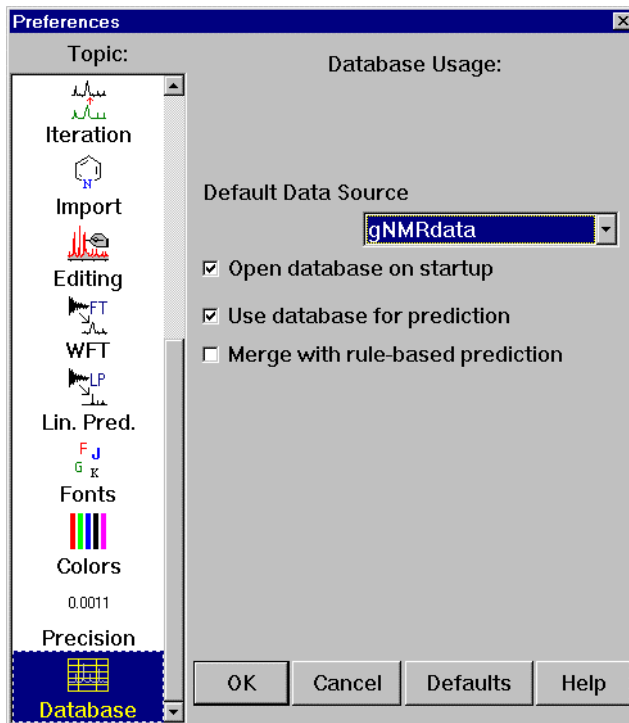 Preferences
Topic:
Iteration
N
Import
Editing
FT
WFT
LP
Lin. Pred.
F J
G K
Fonts
Colors
0.0011
Precision
Database
Database Usage:
Default Data Source
gNMRdata
Open database on startup
Use database for prediction
Merge with rule-based prediction
OK Cancel Defaults Help